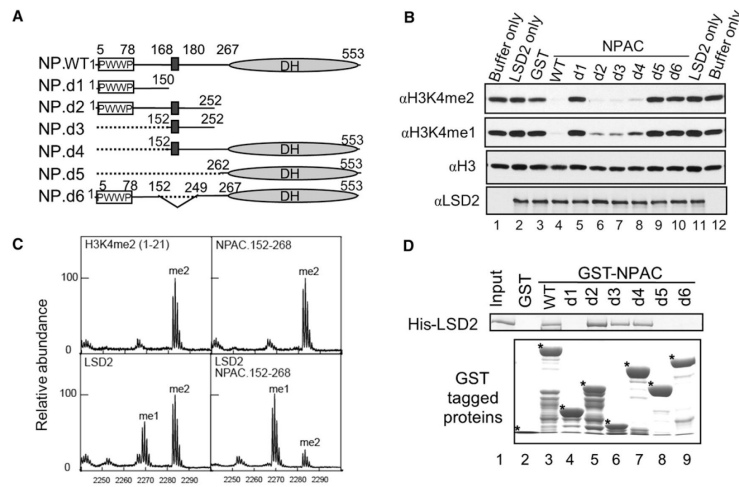 A
5 78 168 180 267 553
NP.WT 1 PWWP DH
NP.d1 1 PWWP 150
NP.d2 1 PWWP 252
NP.d3 152 252
NP.d4 152 DH 553
NP.d5 262 DH 553
NP.d6 1 5 78 PWWP 152 249 267 DH 553
B
NPAC
Buffer only LSD2 only GST WT d1 d2 d3 d4 d5 d6 LSD2 only Buffer only
αH3K4me2
αH3K4me1
αH3
αLSD2
1 2 3 4 5 6 7 8 9 10 11 12
C
H3K4me2 (1-21) NPAC.152-268
me2 me2
100
0
LSD2 LSD2
NPAC.152-268
me1 me2 me1 me2
100
0
Relative abundance
2250 2260 2270 2280 2290 2250 2260 2270 2280 2290
D
GST-NPAC
Input GST WT d1 d2 d3 d4 d5 d6
His-LSD2
GST
tagged
proteins
* * * * * * * *
1 2 3 4 5 6 7 8 9